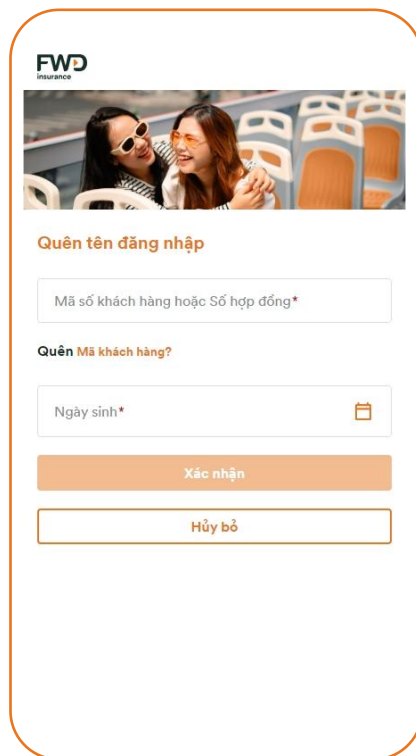 FWD
insurance
Quên tên đăng nhập
Mã số khách hàng hoặc Số hợp đồng*
Quên Mã khách hàng?
Ngày sinh*
Xác nhận
Hủy bỏ